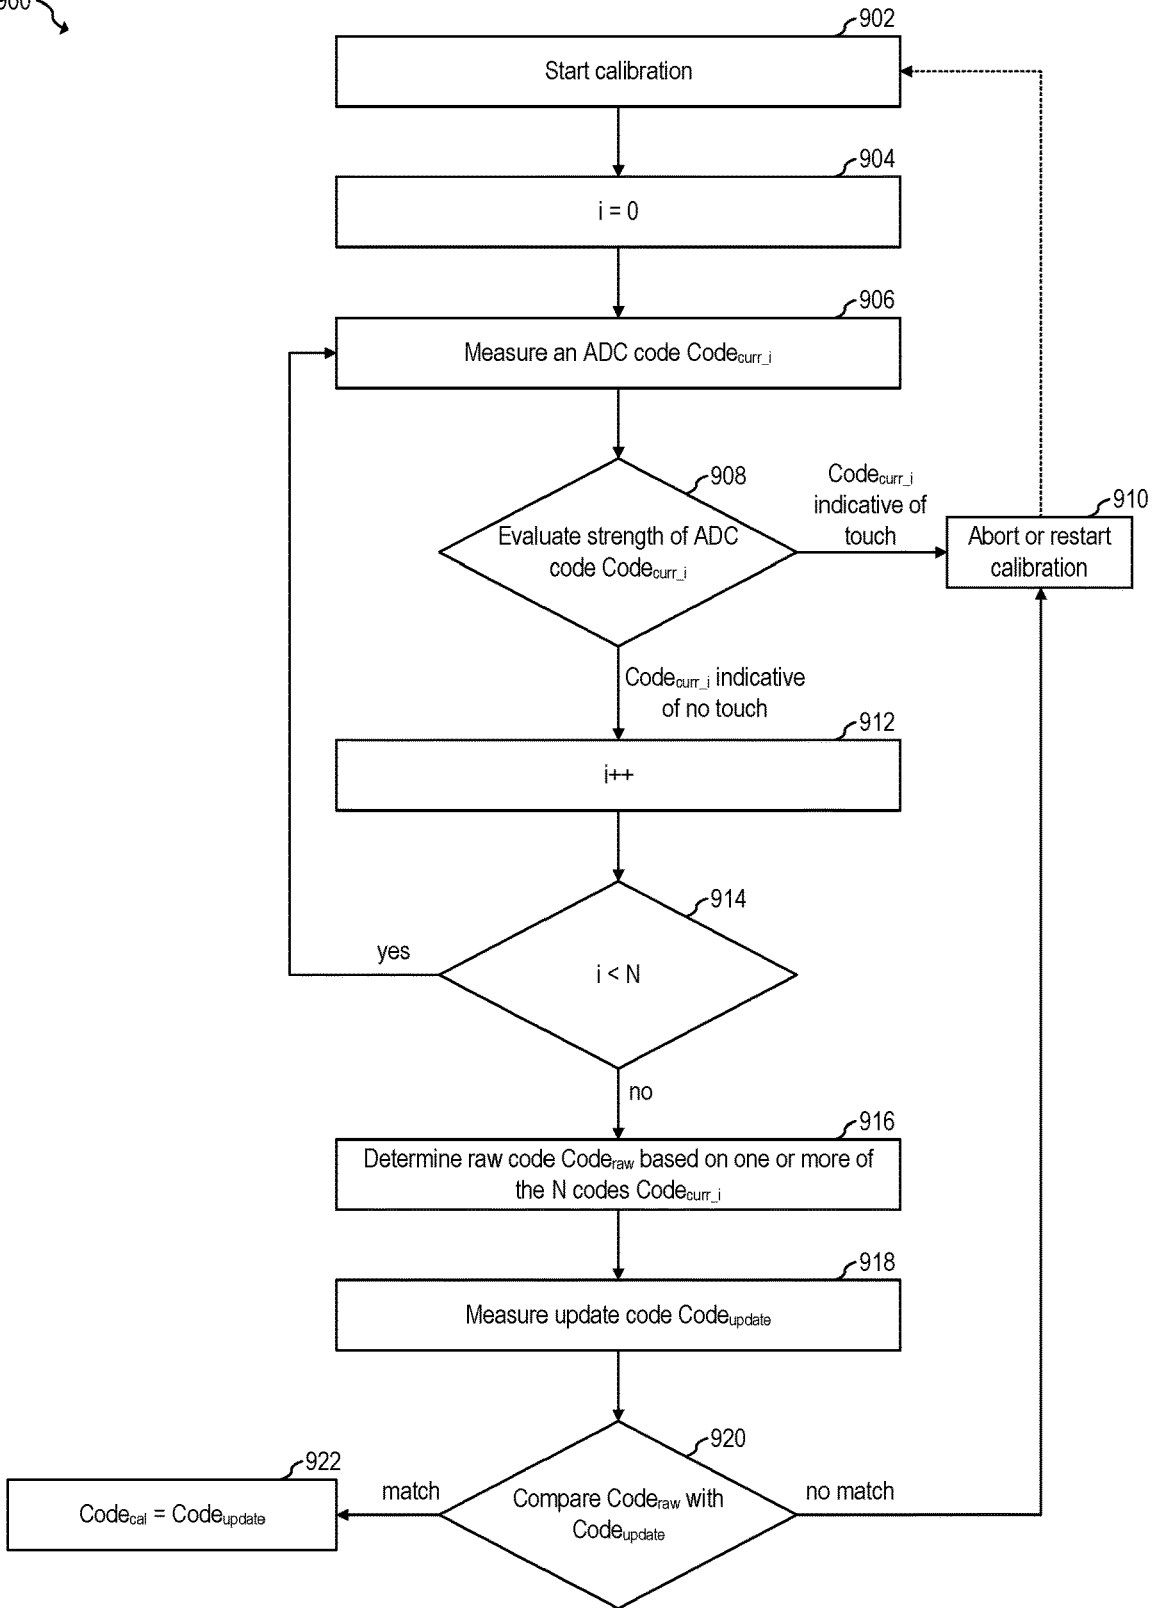 900
902
Start calibration
904
i = 0
906
Measure an ADC code Codecurr_i
908
Evaluate strength of ADC
code Codecurr_i
Codecurr_i
indicative of
touch
910
Abort or restart
calibration
Codecurr_i indicative
of no touch
912
i++
914
i < N
yes
no
916
Determine raw code Coderaw based on one or more of
the N codes Codecurr_i
918
Measure update code Codeupdate
920
Compare Coderaw with
Codeupdate
match
no match
922
Codecal = Codeupdate